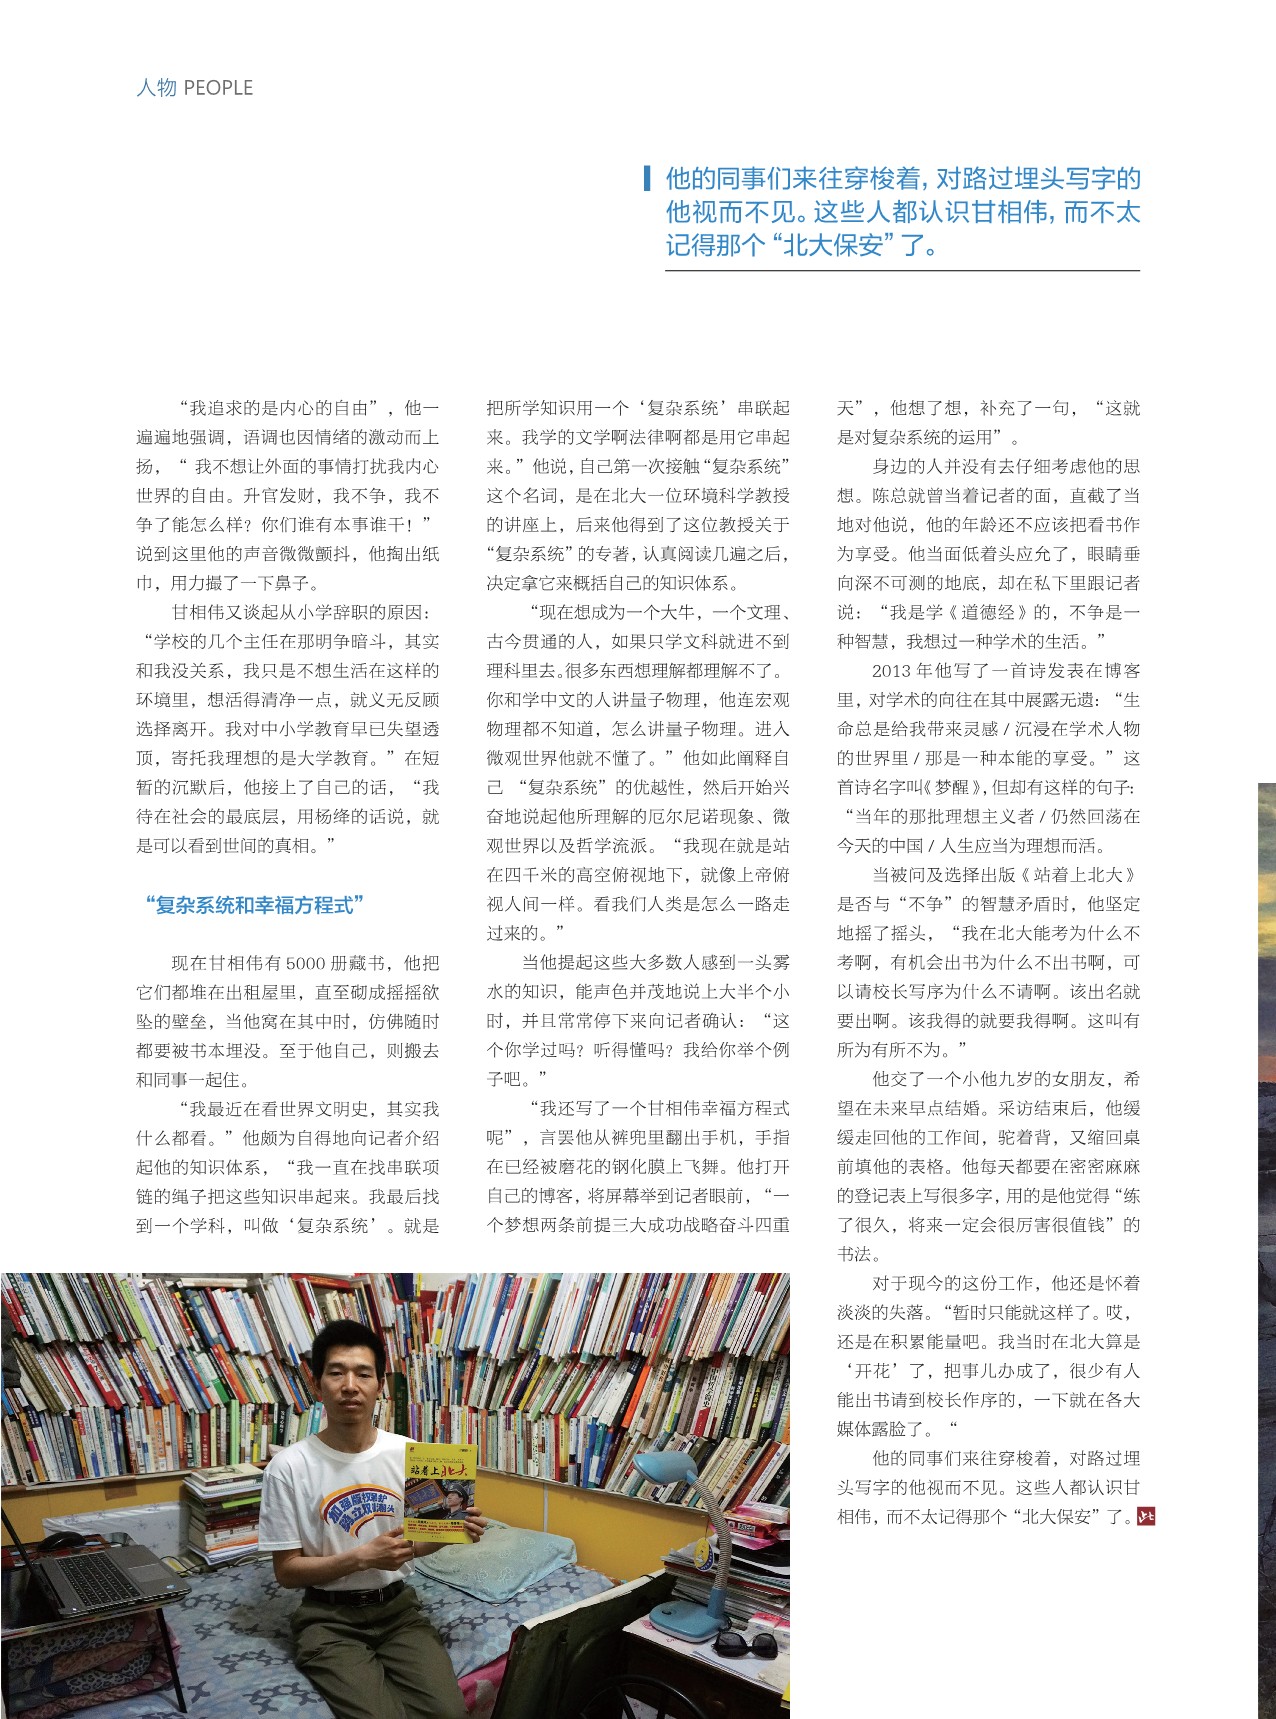 人物 PEOPLE
他的同事们来往穿梭着，对路过埋头写字的
他视而不见。这些人都认识甘相伟，而不太
记得那个“北大保安”了。
“我追求的是内心的自由”，他一
遍遍地强调，语调也因情绪的激动而上
扬，“ 我不想让外面的事情打扰我内心
世界的自由。升官发财，我不争，我不
争了能怎么样？你们谁有本事谁干！”
说到这里他的声音微微颤抖，他掏出纸
巾，用力撮了一下鼻子。
甘相伟又谈起从小学辞职的原因：
“学校的几个主任在那明争暗斗，其实
和我没关系，我只是不想生活在这样的
环境里，想活得清净一点，就义无反顾
选择离开。我对中小学教育早已失望透
顶，寄托我理想的是大学教育。”在短
暂的沉默后，他接上了自己的话，“我
待在社会的最底层，用杨绛的话说，就
是可以看到世间的真相。”
“复杂系统和幸福方程式”
现在甘相伟有 5000 册藏书，他把
它们都堆在出租屋里，直至砌成摇摇欲
坠的壁垒，当他窝在其中时，仿佛随时
都要被书本埋没。至于他自己，则搬去
和同事一起住。
“我最近在看世界文明史，其实我
什么都看。”他颇为自得地向记者介绍
起他的知识体系，“我一直在找串联项
链的绳子把这些知识串起来。我最后找
到一个学科，叫做‘复杂系统’。就是
把所学知识用一个‘复杂系统’串联起
来。我学的文学啊法律啊都是用它串起
来。”他说，自己第一次接触“复杂系统”
这个名词，是在北大一位环境科学教授
的讲座上，后来他得到了这位教授关于
“复杂系统”的专著，认真阅读几遍之后，
决定拿它来概括自己的知识体系。
“现在想成为一个大牛，一个文理、
古今贯通的人，如果只学文科就进不到
理科里去。很多东西想理解都理解不了。
你和学中文的人讲量子物理，他连宏观
物理都不知道，怎么讲量子物理。进入
微观世界他就不懂了。”他如此阐释自
己 “复杂系统”的优越性，然后开始兴
奋地说起他所理解的厄尔尼诺现象、微
观世界以及哲学流派。“我现在就是站
在四千米的高空俯视地下，就像上帝俯
视人间一样。看我们人类是怎么一路走
过来的。”
当他提起这些大多数人感到一头雾
水的知识，能声色并茂地说上大半个小
时，并且常常停下来向记者确认：“这
个你学过吗？听得懂吗？我给你举个例
子吧。”
“我还写了一个甘相伟幸福方程式
呢”，言罢他从裤兜里翻出手机，手指
在已经被磨花的钢化膜上飞舞。他打开
自己的博客，将屏幕举到记者眼前，“一
个梦想两条前提三大成功战略奋斗四重
天”，他想了想，补充了一句，“这就
是对复杂系统的运用”。
身边的人并没有去仔细考虑他的思
想。陈总就曾当着记者的面，直截了当
地对他说，他的年龄还不应该把看书作
为享受。他当面低着头应允了，眼睛垂
向深不可测的地底，却在私下里跟记者
说：“我是学《道德经》的，不争是一
种智慧，我想过一种学术的生活。”
2013 年他写了一首诗发表在博客
里，对学术的向往在其中展露无遗：“生
命总是给我带来灵感 / 沉浸在学术人物
的世界里 / 那是一种本能的享受。”这
首诗名字叫《梦醒》，但却有这样的句子：
“当年的那批理想主义者 / 仍然回荡在
今天的中国 / 人生应当为理想而活。
当被问及选择出版《站着上北大》
是否与“不争”的智慧矛盾时，他坚定
地摇了摇头，“我在北大能考为什么不
考啊，有机会出书为什么不出书啊，可
以请校长写序为什么不请啊。该出名就
要出啊。该我得的就要我得啊。这叫有
所为有所不为。”
他交了一个小他九岁的女朋友，希
望在未来早点结婚。采访结束后，他缓
缓走回他的工作间，驼着背，又缩回桌
前填他的表格。他每天都要在密密麻麻
的登记表上写很多字，用的是他觉得“练
了很久，将来一定会很厉害很值钱”的
书法。
对于现今的这份工作，他还是怀着
淡淡的失落。“暂时只能就这样了。哎，
还是在积累能量吧。我当时在北大算是
‘开花’了，把事儿办成了，很少有人
能出书请到校长作序的，一下就在各大
媒体露脸了。“
他的同事们来往穿梭着，对路过埋
头写字的他视而不见。这些人都认识甘
相伟，而不太记得那个“北大保安”了。
站着上北大
加强版权保护